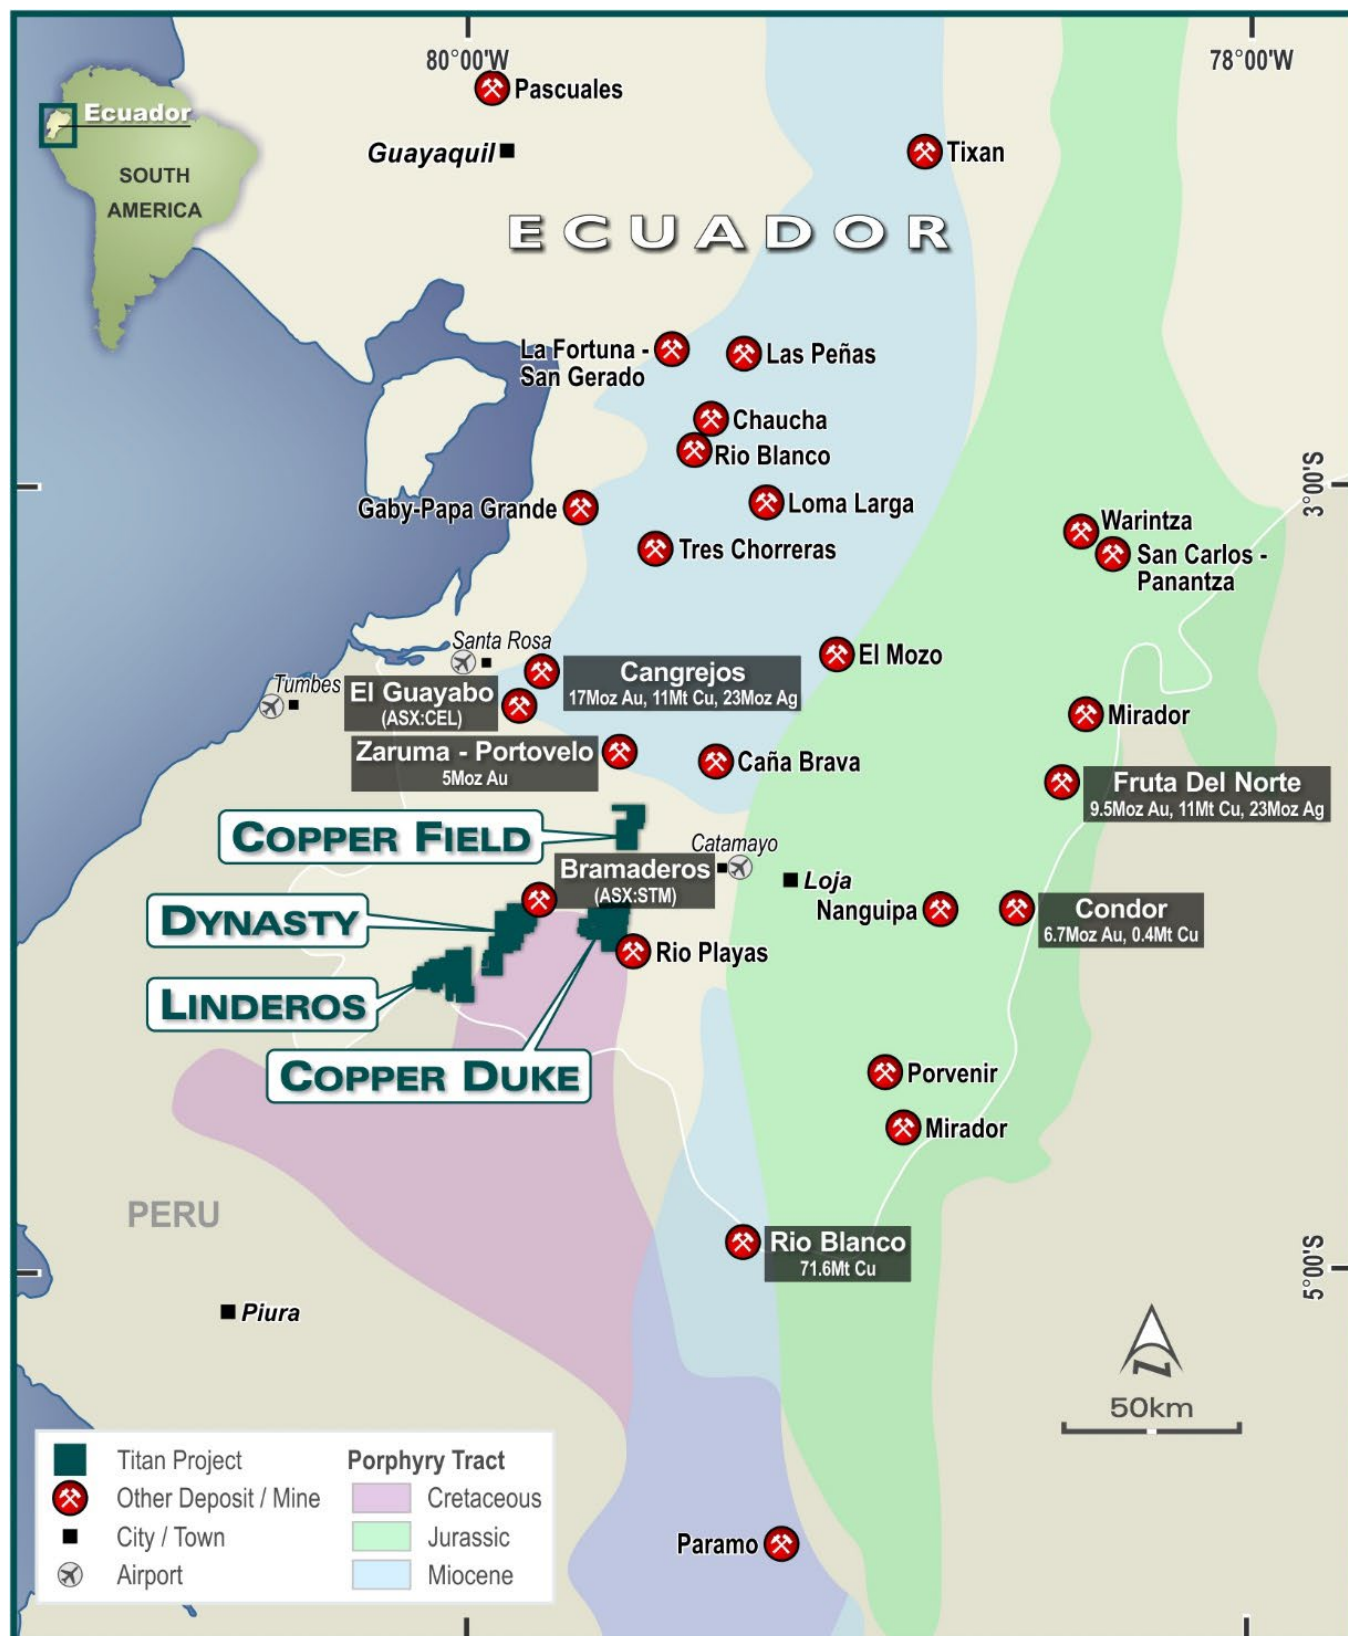 80°00'W
78°00'W
Pascuales
Ecuador
Guayaquil
Tixan
SOUTH
AMERICA
ECUADOR
La Fortuna -
San Gerado
Las Peñas
Chaucha
Rio Blanco
3°00'S
Gaby-Papa Grande
Loma Larga
Warintza
Tres Chorreras
San Carlos -
Panantza
Santa Rosa
El Mozo
Cangrejos
17Moz Au, 11Mt Cu, 23Moz Ag
Tumbes
El Guayabo
(ASX:CEL)
Mirador
Zaruma - Portovelo
5Moz Au
Caña Brava
Fruta Del Norte
9.5Moz Au, 11Mt Cu, 23Moz Ag
COPPER FIELD
Catamayo
Bramaderos
(ASX:STM)
Loja
DYNASTY
Nanguipa
Condor
6.7Moz Au, 0.4Mt Cu
Rio Playas
LINDEROS
COPPER DUKE
Porvenir
Mirador
PERU
Rio Blanco
71.6Mt Cu
5°00'S
Piura
N
50km
Titan Project
Other Deposit / Mine
City / Town
Airport
Porphyry Tract
Cretaceous
Jurassic
Miocene
Paramo